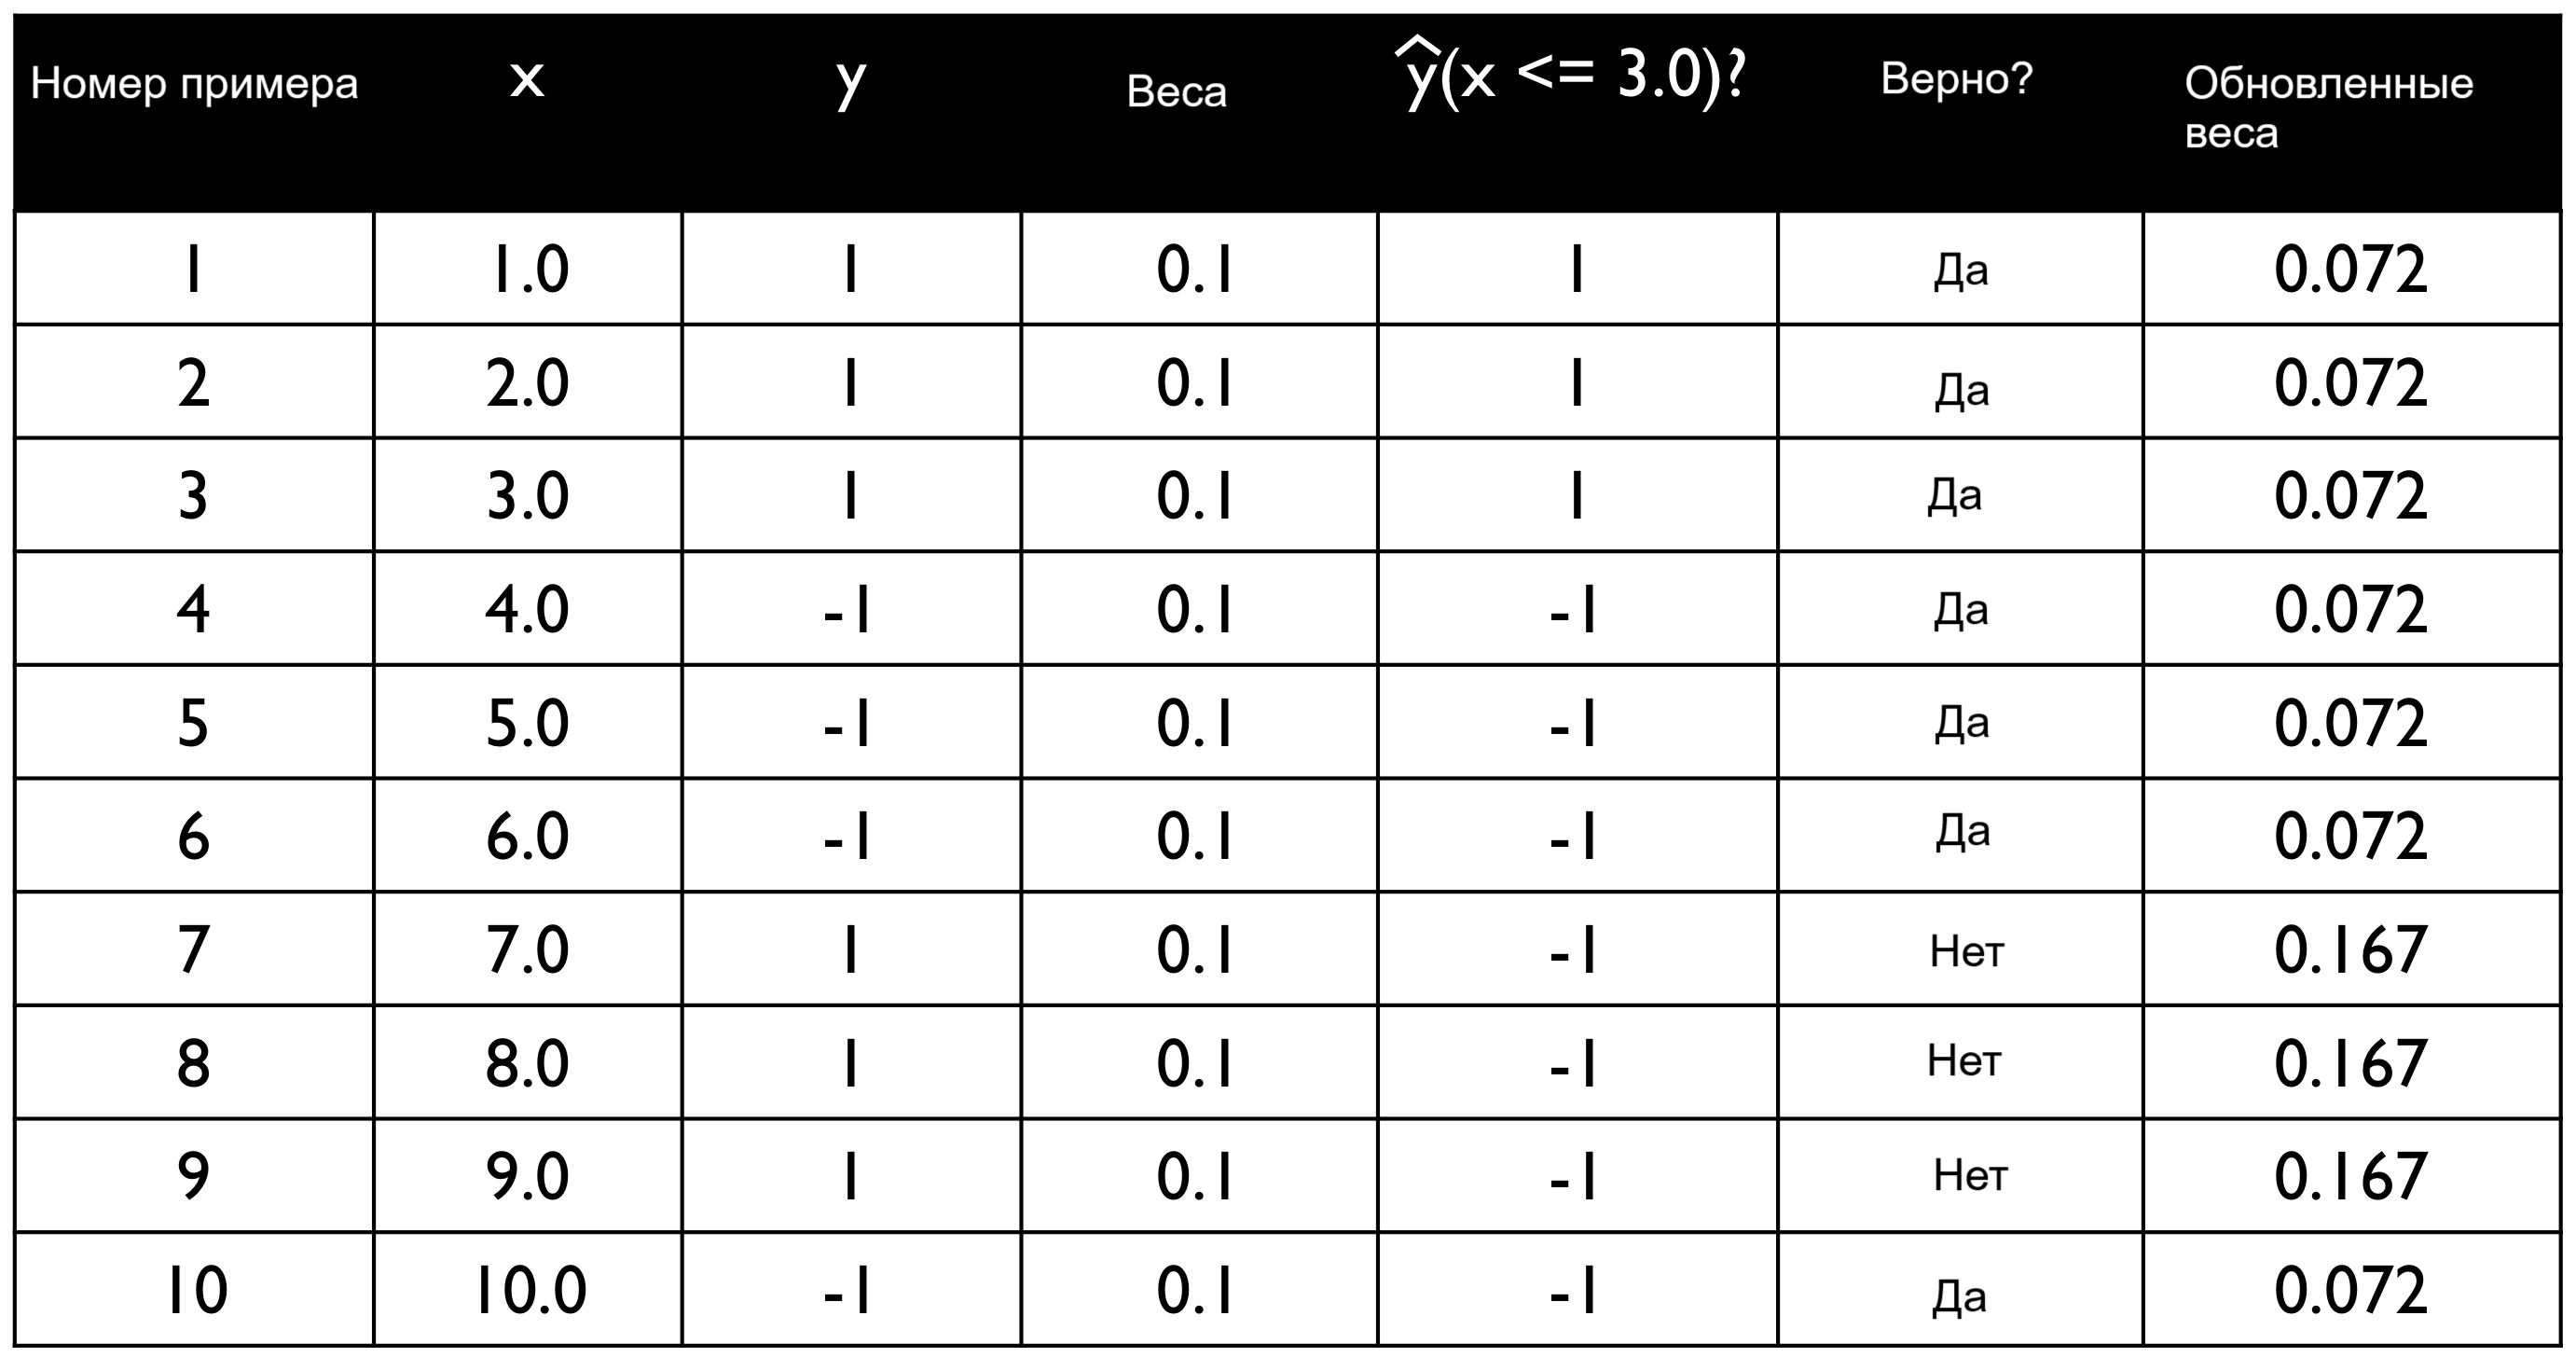 Номер примера x y Веса ŷ(x <= 3.0)? Верно? Обновленные
веса
1 1.0 1 0.1 1 Да 0.072
2 2.0 1 0.1 1 Да 0.072
3 3.0 1 0.1 1 Да 0.072
4 4.0 -1 0.1 -1 Да 0.072
5 5.0 -1 0.1 -1 Да 0.072
6 6.0 -1 0.1 -1 Да 0.072
7 7.0 1 0.1 -1 Нет 0.167
8 8.0 1 0.1 -1 Нет 0.167
9 9.0 1 0.1 -1 Нет 0.167
10 10.0 -1 0.1 -1 Да 0.072